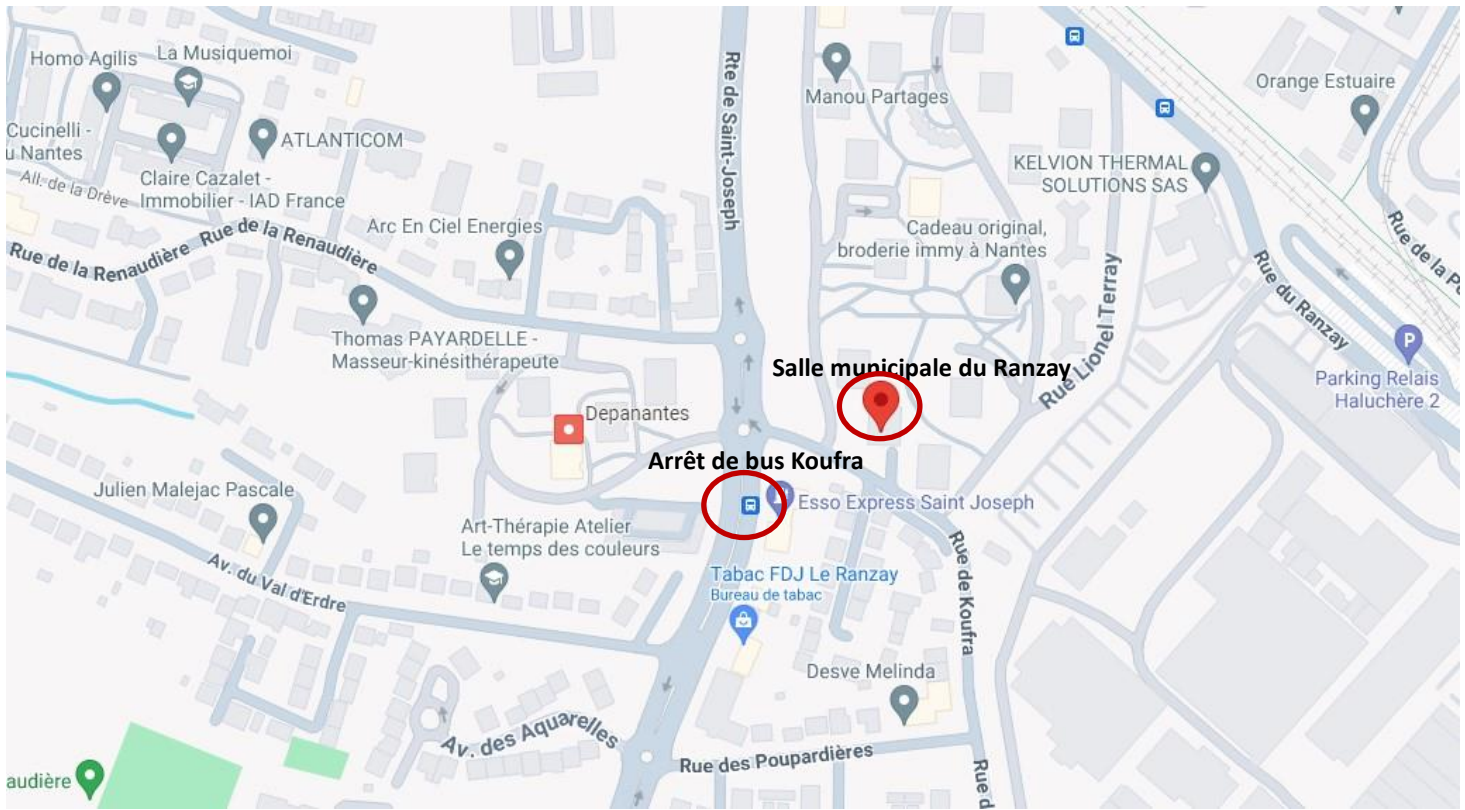 Homo Agilis
La Musiquemoi
Cucinelli -
u Nantes
ATLANTICOM
All. de la Drève
Claire Cazalet -
Immobilier - IAD France
Arc En Ciel Energies
Rue de la Renaudière
Rue de la Renaudière
Thomas PAYARDELLE -
Masseur-kinésithérapeute
Rte de Saint-Joseph
Manou Partages
Orange Estuaire
KELVION THERMAL
SOLUTIONS SAS
Cadeau original,
broderie immy à Nantes
Rue Lionel Terray
Rue du Ranzay
Rue de la Po
P
Parking Relais
Haluchère 2
Salle municipale du Ranzay
Depanantes
Arrêt de bus Koufra
Esso Express Saint Joseph
Julien Malejac Pascale
Art-Thérapie Atelier
Le temps des couleurs
Av. du Val d'Erdre
Tabac FDJ Le Ranzay
Bureau de tabac
Rue de Koufra
Desve Melinda
Av. des Aquarelles
Rue des Poupardières
Rue d
audière